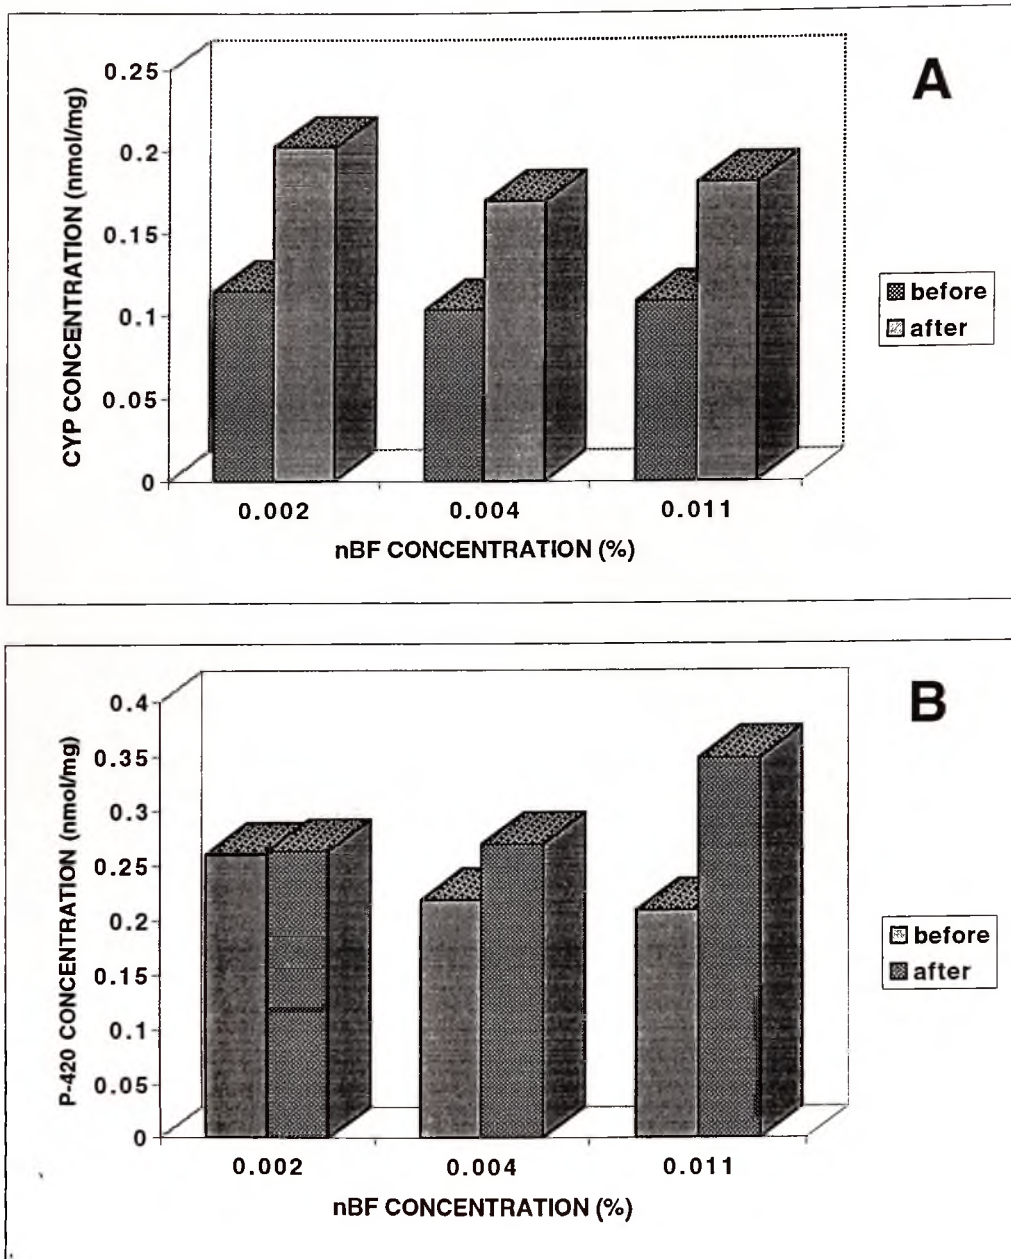 A
0.25
0.2
0.15
0.1
0.05
0
CYP CONCENTRATION (nmol/mg)
0.002 0.004 0.011
nBF CONCENTRATION (%)
before
after
B
0.4
0.35
0.3
0.25
0.2
0.15
0.1
0.05
0
P-420 CONCENTRATION (nmol/mg)
0.002 0.004 0.011
nBF CONCENTRATION (%)
before
after